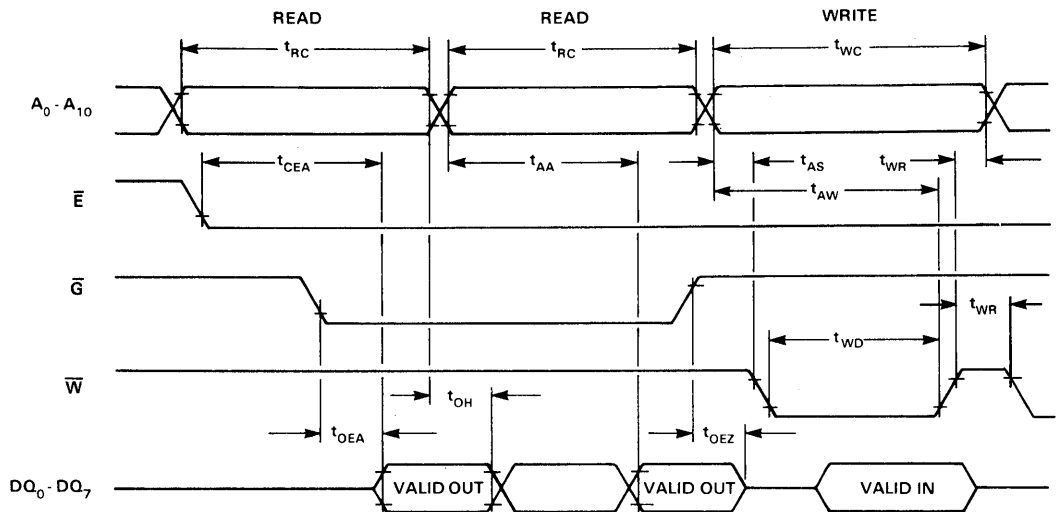 READ READ WRITE
tRC tRC tWC
A0 - A10
tCEA tAA tAS tWR
tAW
E̅
G̅
tWR
tWD
W̅
tOH
tOEA tOEZ
DQ0 - DQ7 VALID OUT VALID OUT VALID IN